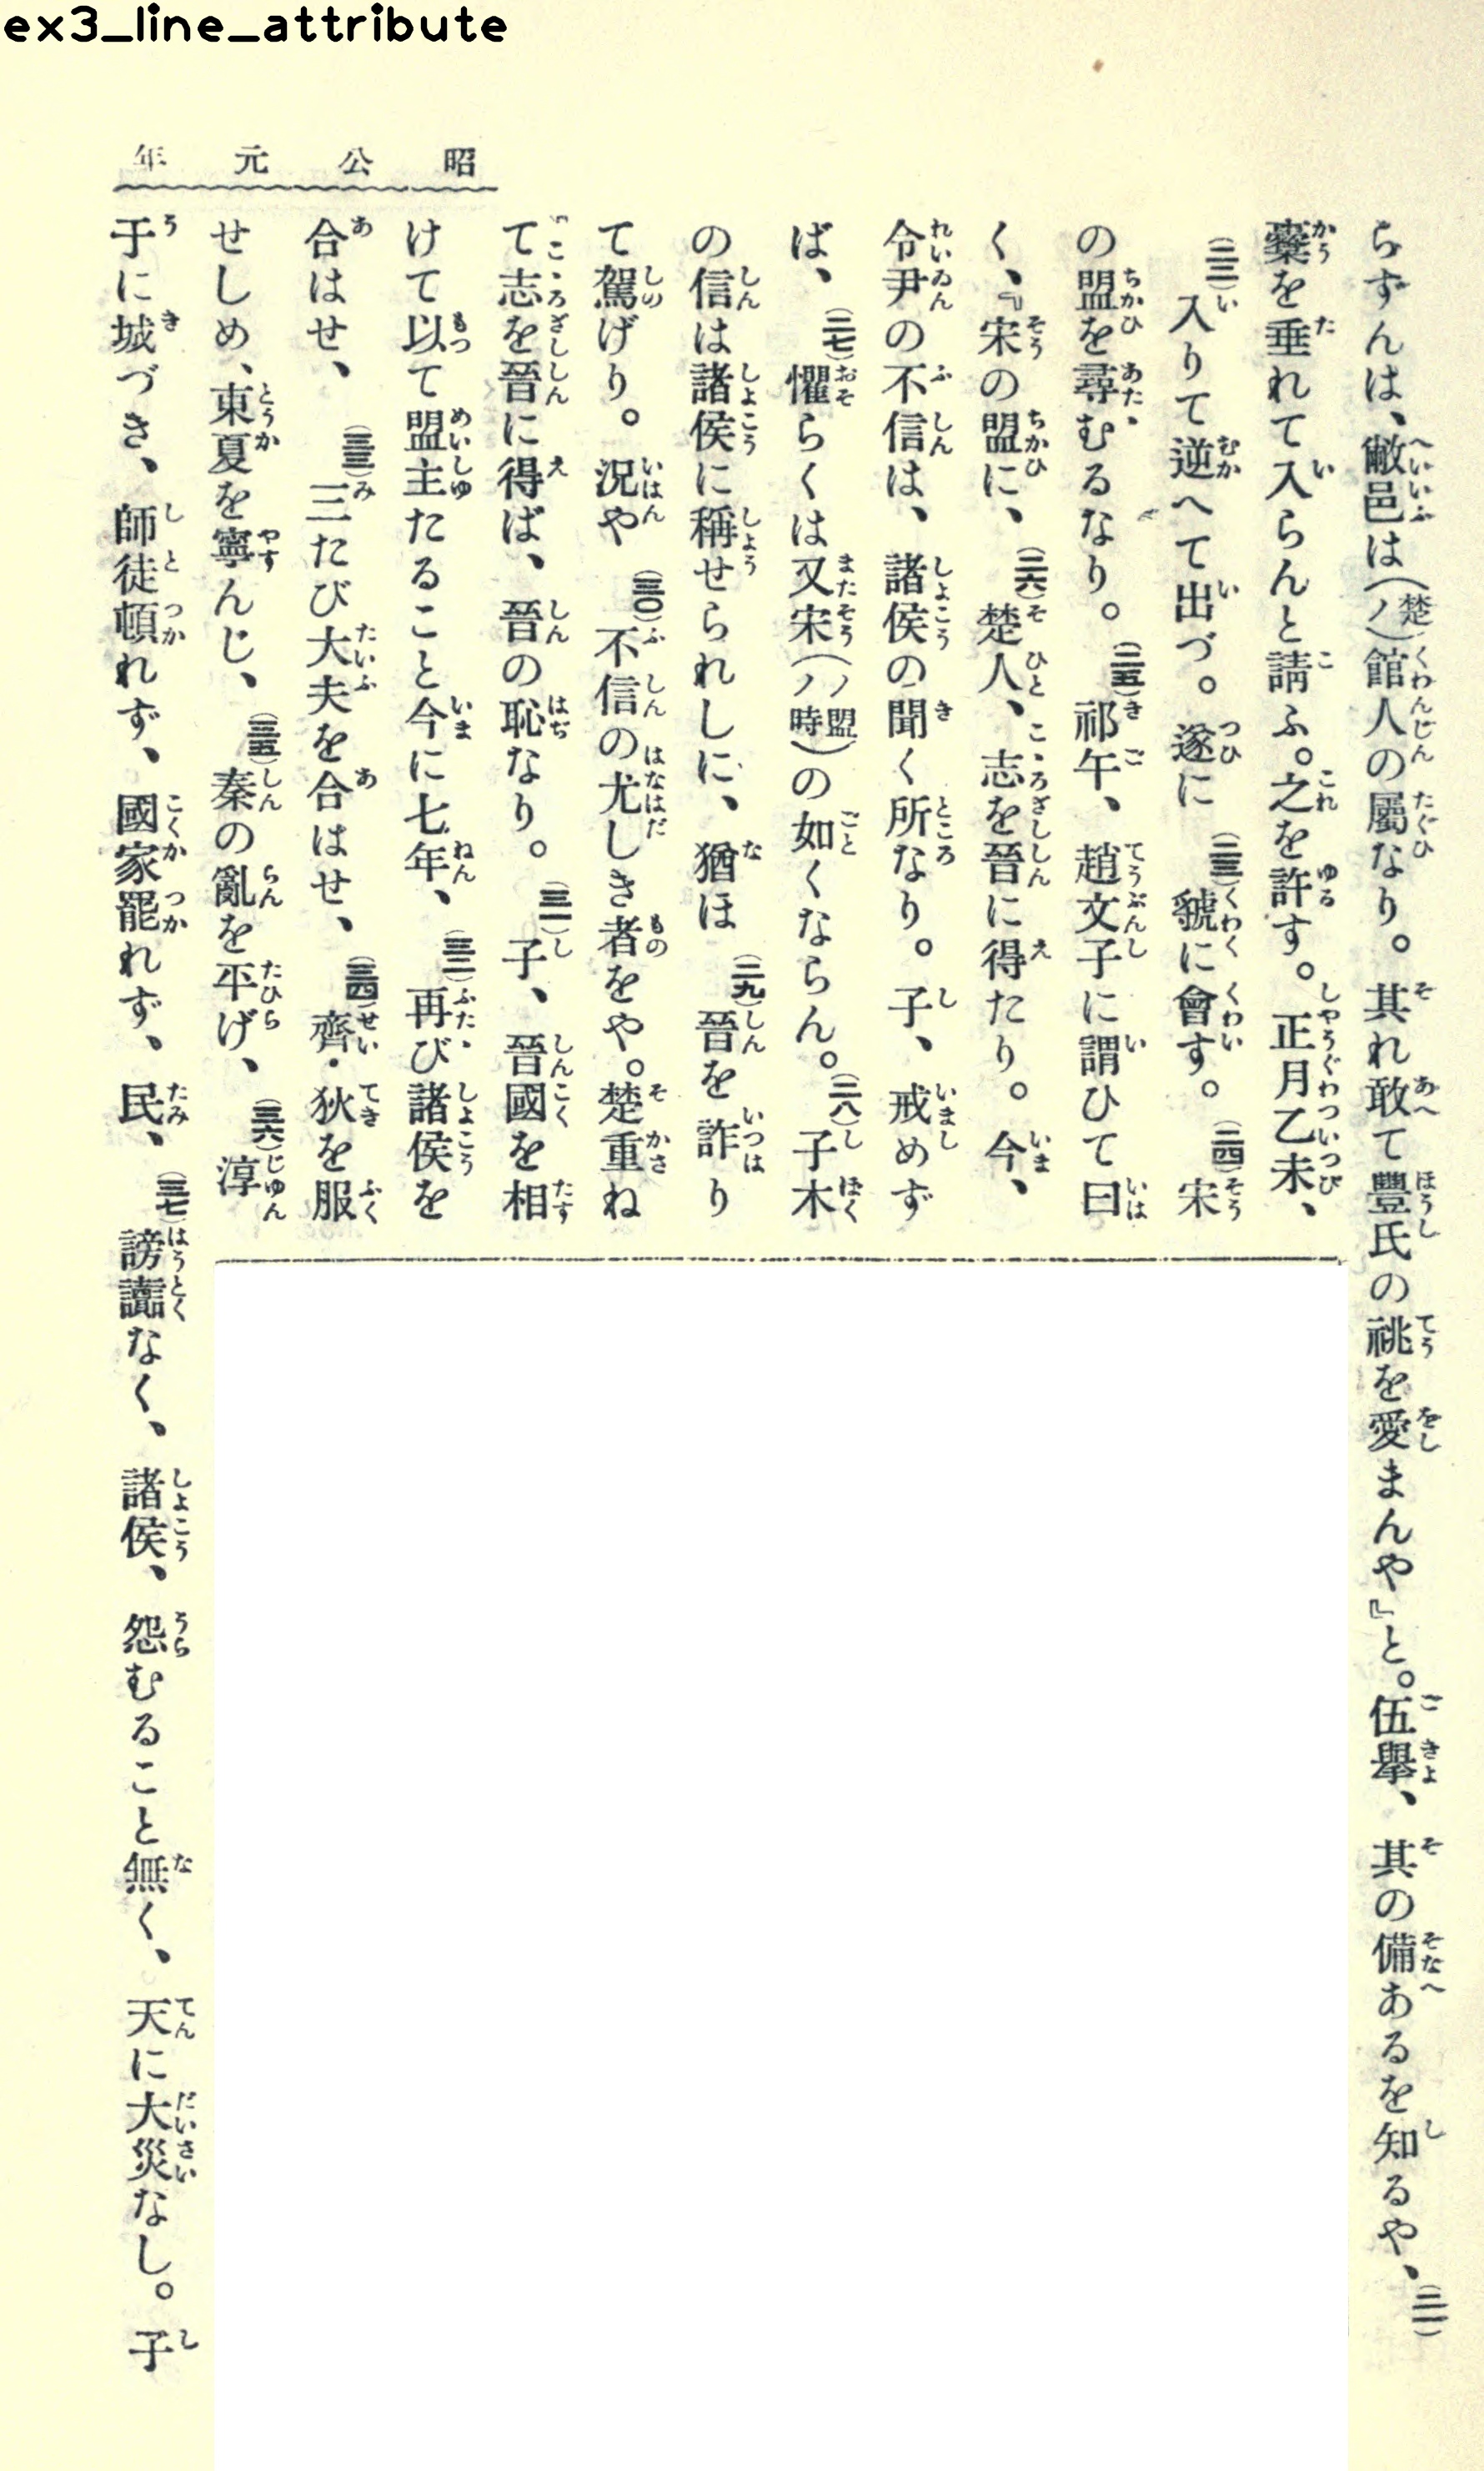 ex3_line_attribute
昭公元年
らずんは、敝邑は(楚ノ)館人の屬なり。其れ敢て豐氏の祧を愛まんや』と。伍擧、其の備あるを知るや、(二一)
櫜を垂れて入らんと請ふ。之を許す。正月乙未、
(二二)入りて逆へて出づ。遂に(二三)虢に會す。(二四)宋
の盟を尋むるなり。(二五)祁午、趙文子に謂ひて曰
く、『宋の盟に、(二六)楚人、志を晉に得たり。今、
令尹の不信は、諸侯の聞く所なり。子、戒めず
ば、(二七)懼らくは又宋(ノ盟ノ時)の如くならん。(二八)子木
の信は諸侯に稱せられしに、猶ほ(二九)晉を詐り
て駕げり。況や(三〇)不信の尤しき者をや。楚重ね
て志を晉に得ば、晉の恥なり。(三一)子、晉國を相
けて以て盟主たること今に七年、(三二)再び諸侯を
合はせ、(三三)三たび大夫を合はせ、(三四)齊・狄を服
せしめ、東夏を寧んじ、(三五)秦の亂を平げ、(三六)淳
于に城づき、師徒頓れず、國家罷れず、民、(三七)謗讟なく、諸侯、怨むること無く、天に大災なし。子